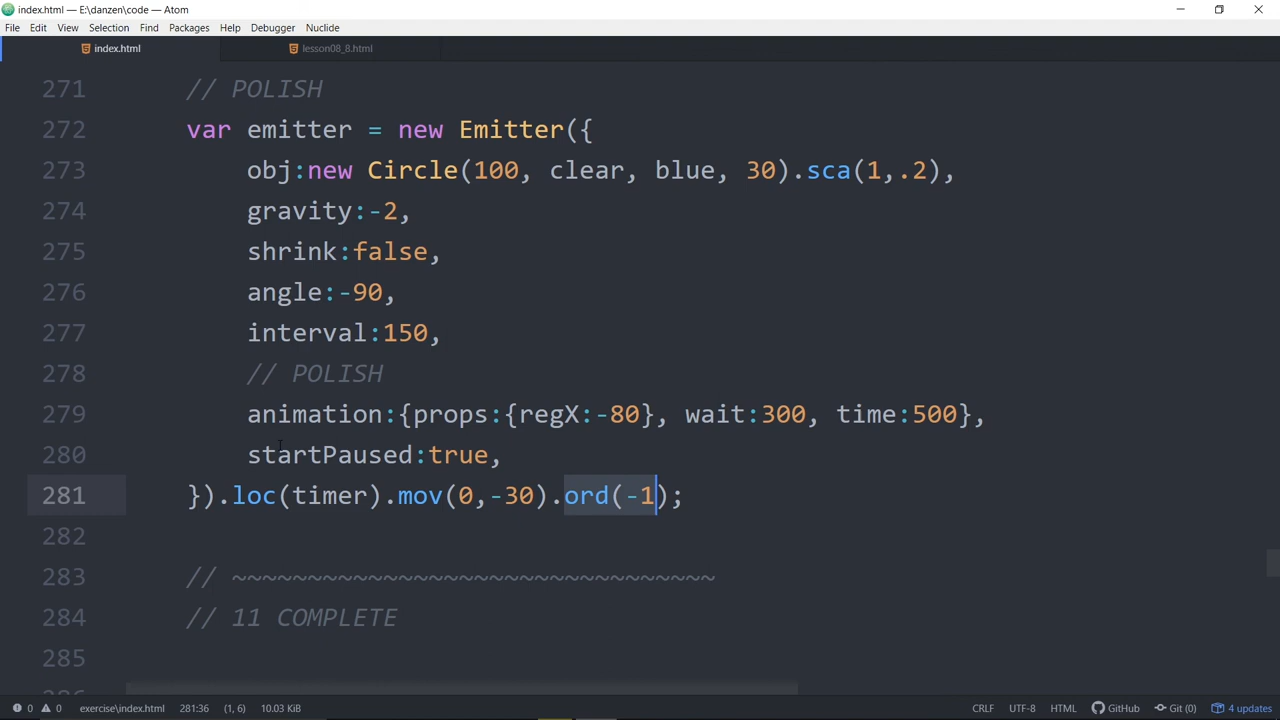 index.html — E:\danzen\code — Atom
File Edit View Selection Find Packages Help Debugger Nuclide
index.html lesson08_8.html
271 // POLISH
272 var emitter = new Emitter({
273 obj:new Circle(100, clear, blue, 30).sca(1,.2),
274 gravity:-2,
275 shrink:false,
276 angle:-90,
277 interval:150,
278 // POLISH
279 animation:{props:{regX:-80}, wait:300, time:500},
280 startPaused:true,
281 }).loc(timer).mov(0,-30).ord(-1);
282
283 // ~~~~~~~~~~~~~~~~~~~~~~~~~~~~~~~~
284 // 11 COMPLETE
285
0 0 exercise\index.html 281:36 (1, 6) 10.03 KiB CRLF UTF-8 HTML GitHub Git (0) 4 updates